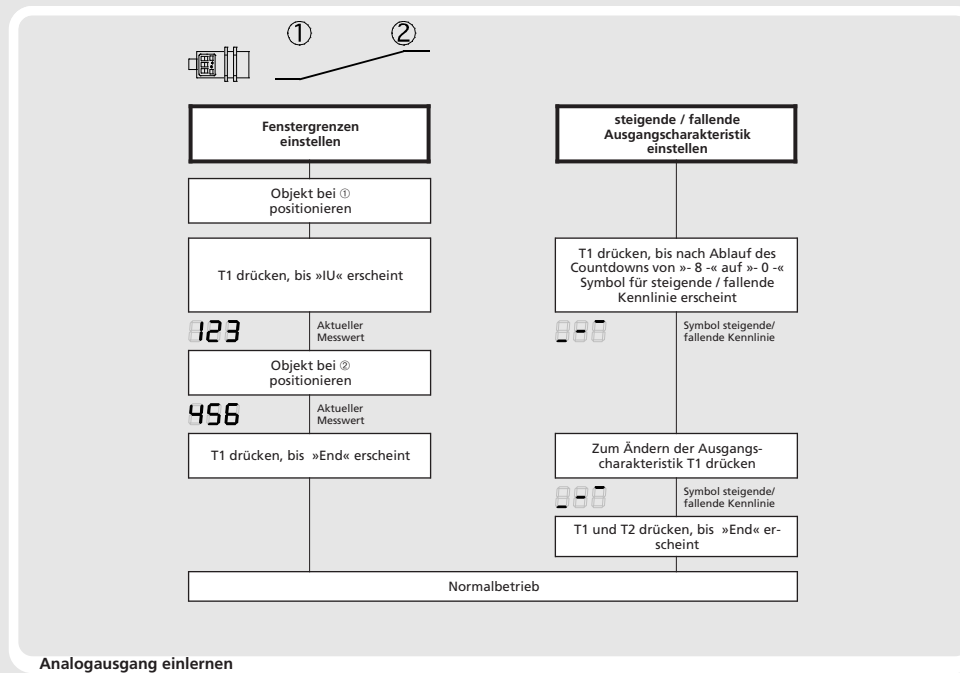 ① ②
Fenstergrenzen
einstellen
Objekt bei ①
positionieren
T1 drücken, bis »IU« erscheint
123
Aktueller
Messwert
Objekt bei ②
positionieren
456
Aktueller
Messwert
T1 drücken, bis »End« erscheint
steigende / fallende
Ausgangscharakteristik
einstellen
T1 drücken, bis nach Ablauf des
Countdowns von »- 8 -« auf »- 0 -«
Symbol für steigende / fallende
Kennlinie erscheint
Symbol steigende/
fallende Kennlinie
Zum Ändern der Ausgangs-
charakteristik T1 drücken
Symbol steigende/
fallende Kennlinie
T1 und T2 drücken, bis »End« er-
scheint
Normalbetrieb
Analogausgang einlernen